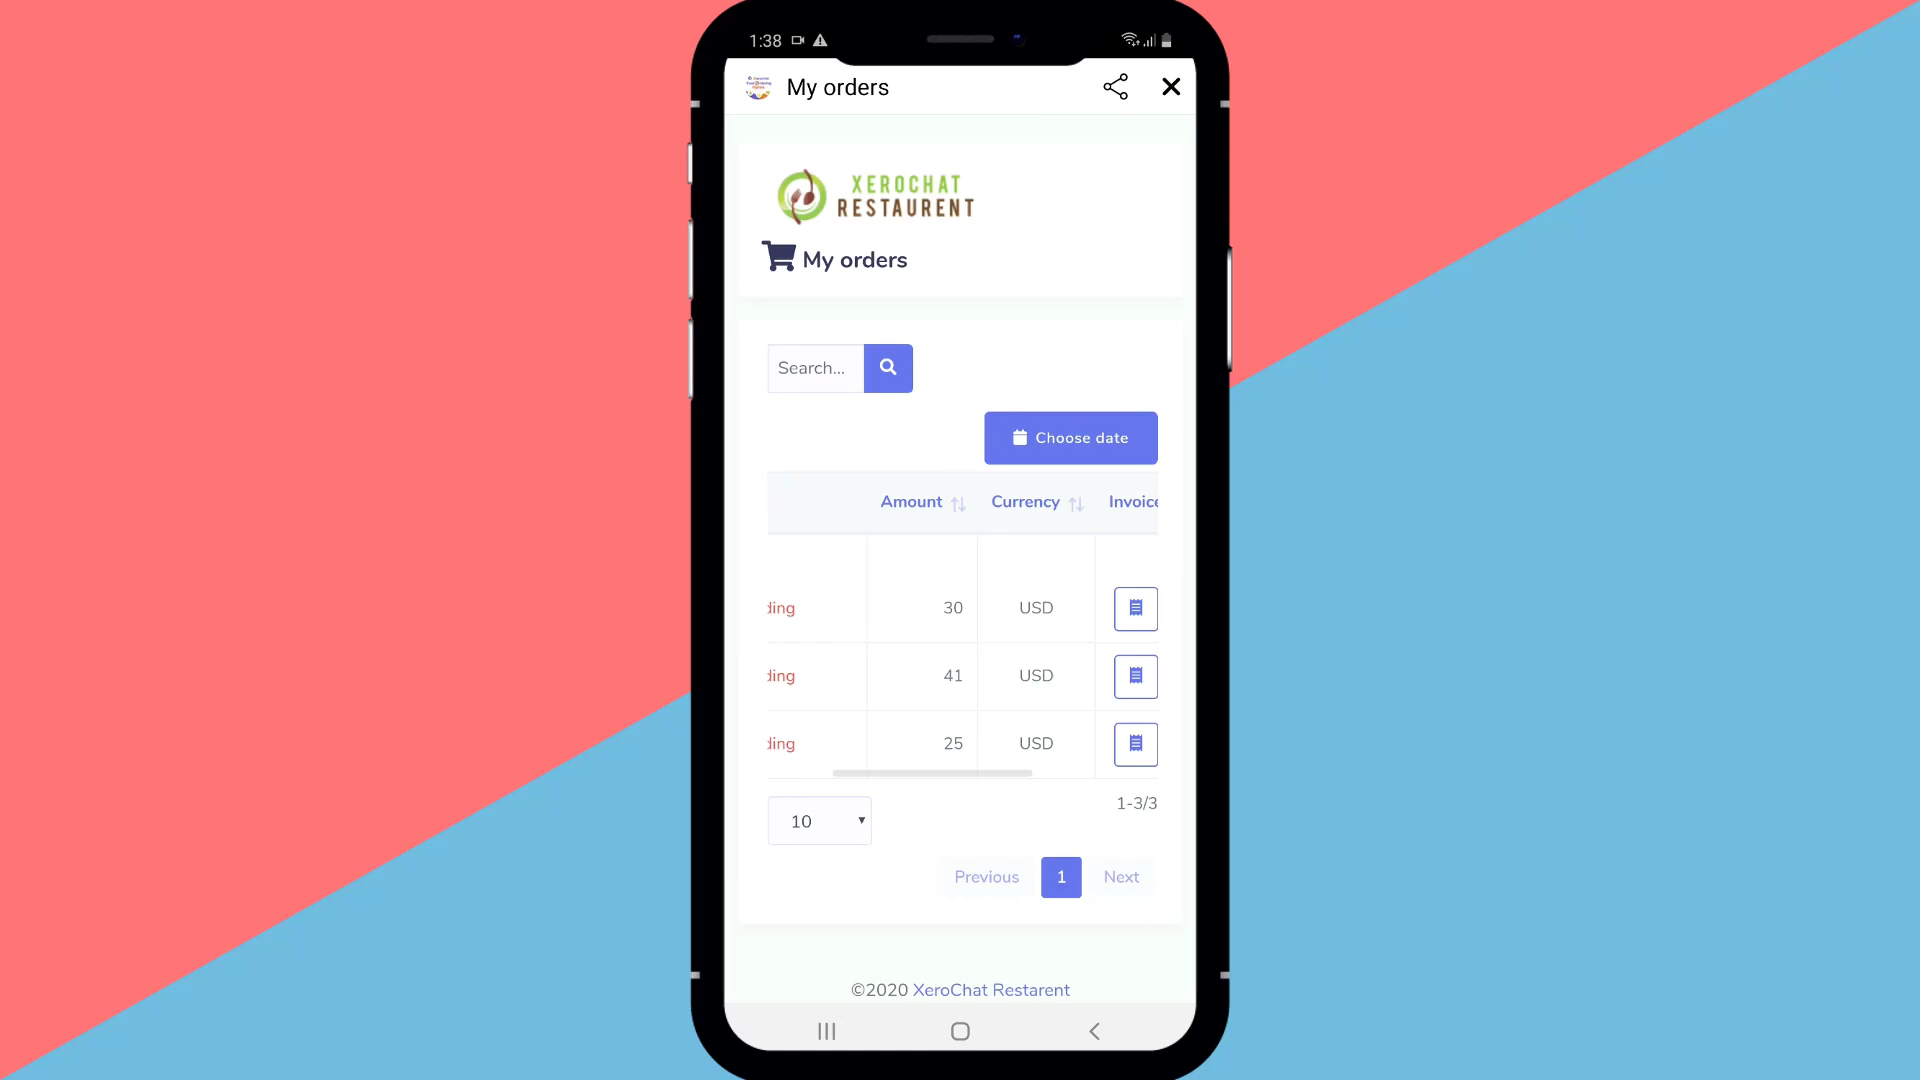 1:38
My orders
XEROCHAT
RESTAURENT
My orders
Search...
Choose date
Amount Currency Invoice
ding 30 USD
ding 41 USD
ding 25 USD
1-3/3
10
Previous 1 Next
©2020 XeroChat Restarent